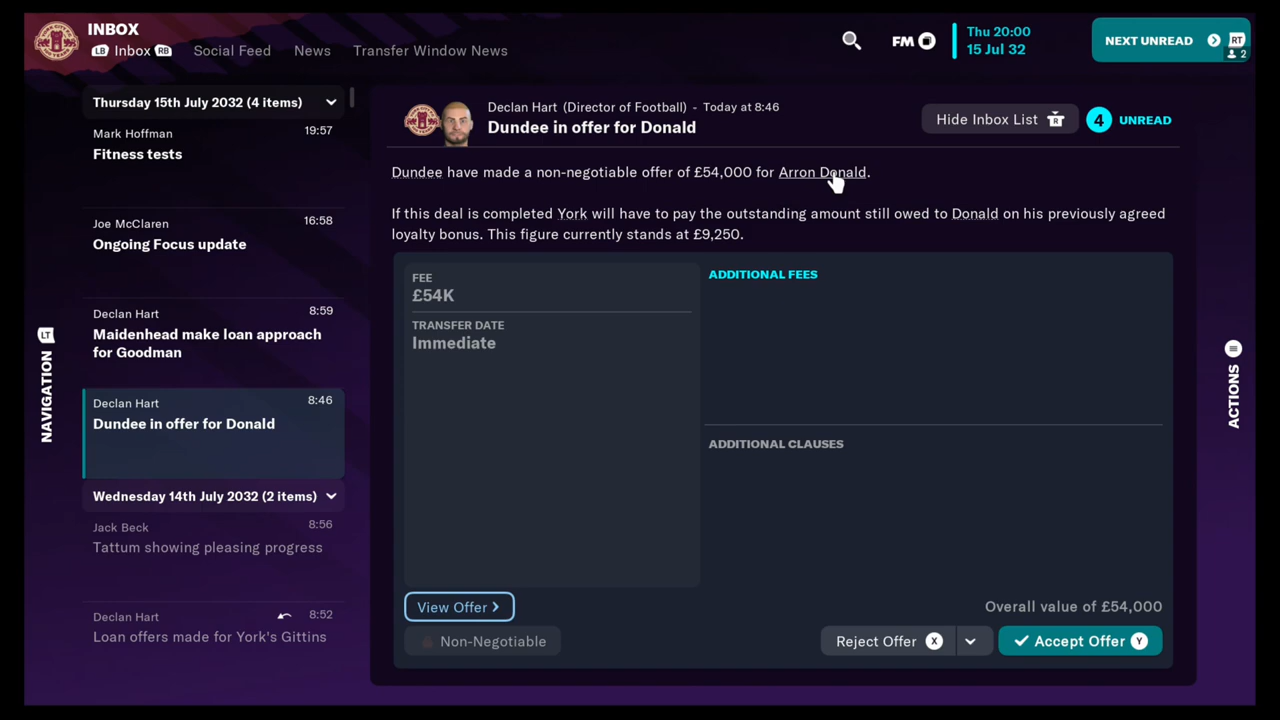 INBOX
LB Inbox RB Social Feed News Transfer Window News
FM
Thu 20:00
15 Jul 32
NEXT UNREAD RT
2
Thursday 15th July 2032 (4 items)
Mark Hoffman 19:57
Fitness tests
Joe McClaren 16:58
Ongoing Focus update
Declan Hart 8:59
Maidenhead make loan approach
for Goodman
Declan Hart 8:46
Dundee in offer for Donald
Wednesday 14th July 2032 (2 items)
Jack Beck 8:56
Tattum showing pleasing progress
Declan Hart 8:52
Loan offers made for York's Gittins
LT
NAVIGATION
Declan Hart (Director of Football) - Today at 8:46
Dundee in offer for Donald
Hide Inbox List R
4 UNREAD
Dundee have made a non-negotiable offer of £54,000 for Arron Donald.
If this deal is completed York will have to pay the outstanding amount still owed to Donald on his previously agreed
loyalty bonus. This figure currently stands at £9,250.
FEE
£54K
TRANSFER DATE
Immediate
ADDITIONAL FEES
ADDITIONAL CLAUSES
View Offer
Overall value of £54,000
Non-Negotiable
Reject Offer X
Accept Offer Y
ACTIONS